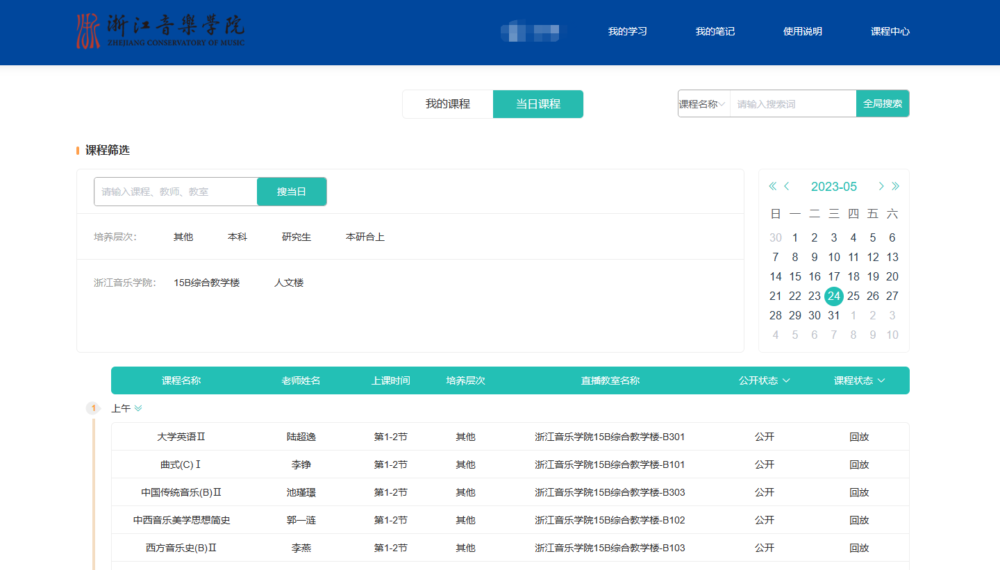 浙江音樂學院
ZHEJIANG CONSERVATORY OF MUSIC
我的学习 我的笔记 使用说明 课程中心
我的课程 当日课程 课程名称 请输入搜索词 全局搜索
课程筛选
请输入课程、教师、教室 搜当日
培养层次: 其他 本科 研究生 本研合上
浙江音乐学院: 15B综合教学楼 人文楼
2023-05
日 一 二 三 四 五 六
30 1 2 3 4 5 6
7 8 9 10 11 12 13
14 15 16 17 18 19 20
21 22 23 24 25 26 27
28 29 30 31 1 2 3
4 5 6 7 8 9 10
课程名称 老师姓名 上课时间 培养层次 直播教室名称 公开状态 课程状态
1 上午
大学英语Ⅱ 陆超逸 第1-2节 其他 浙江音乐学院15B综合教学楼-B301 公开 回放
曲式(C)Ⅰ 李铮 第1-2节 其他 浙江音乐学院15B综合教学楼-B101 公开 回放
中国传统音乐(B)Ⅱ 池瑾璟 第1-2节 其他 浙江音乐学院15B综合教学楼-B303 公开 回放
中西音乐美学思想简史 郭一涟 第1-2节 其他 浙江音乐学院15B综合教学楼-B102 公开 回放
西方音乐史(B)Ⅱ 李燕 第1-2节 其他 浙江音乐学院15B综合教学楼-B103 公开 回放